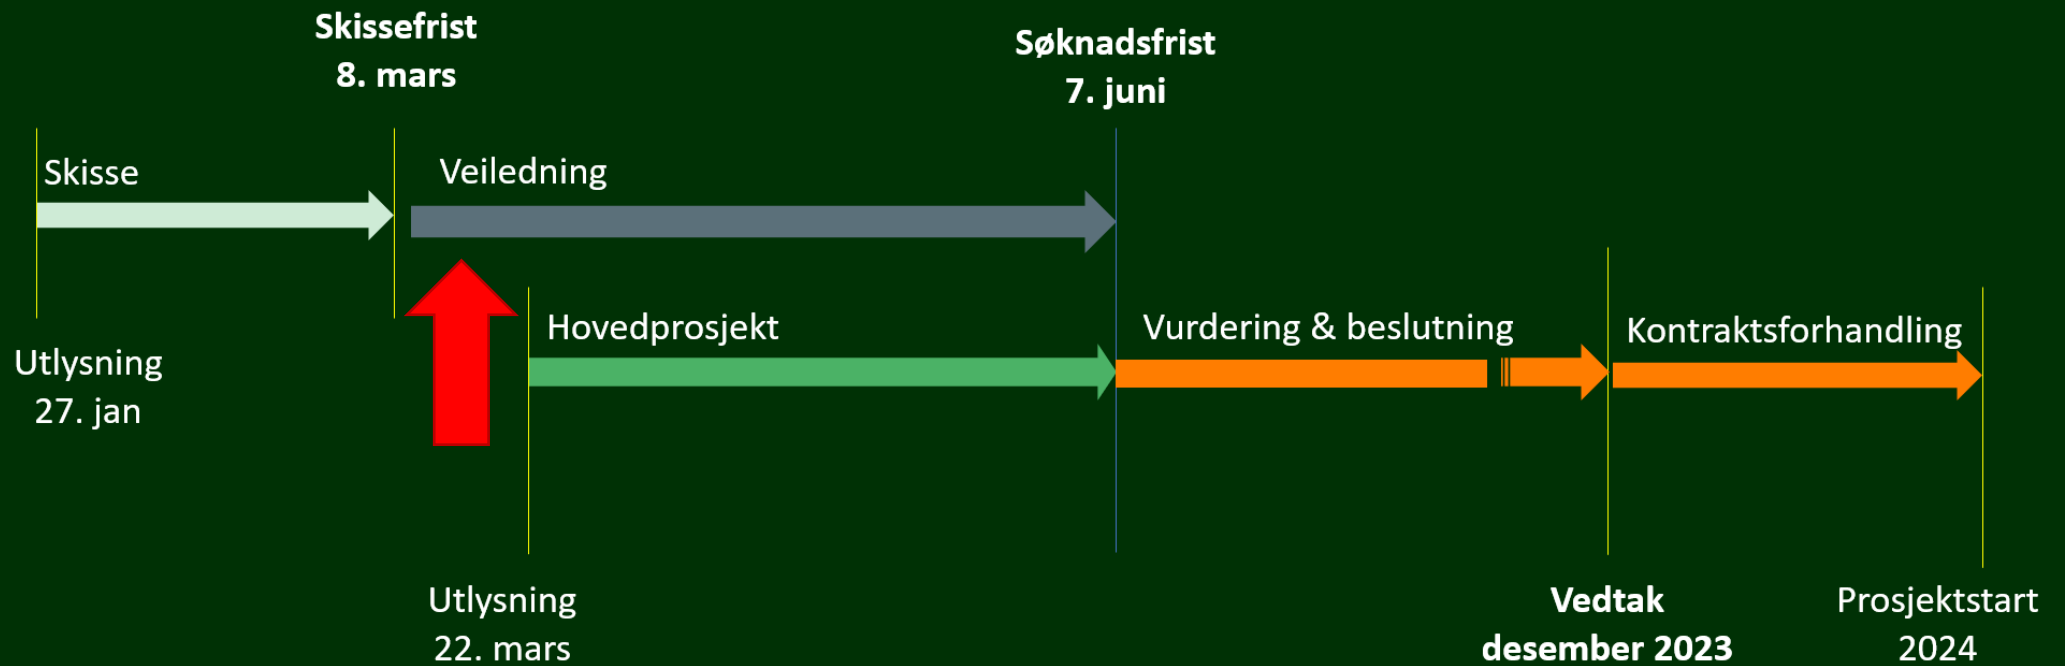 Skissefrist
8. mars
Søknadsfrist
7. juni
Skisse
Veiledning
Hovedprosjekt
Vurdering & beslutning
Kontraktsforhandling
Utlysning
27. jan
Utlysning
22. mars
Vedtak
desember 2023
Prosjektstart
2024